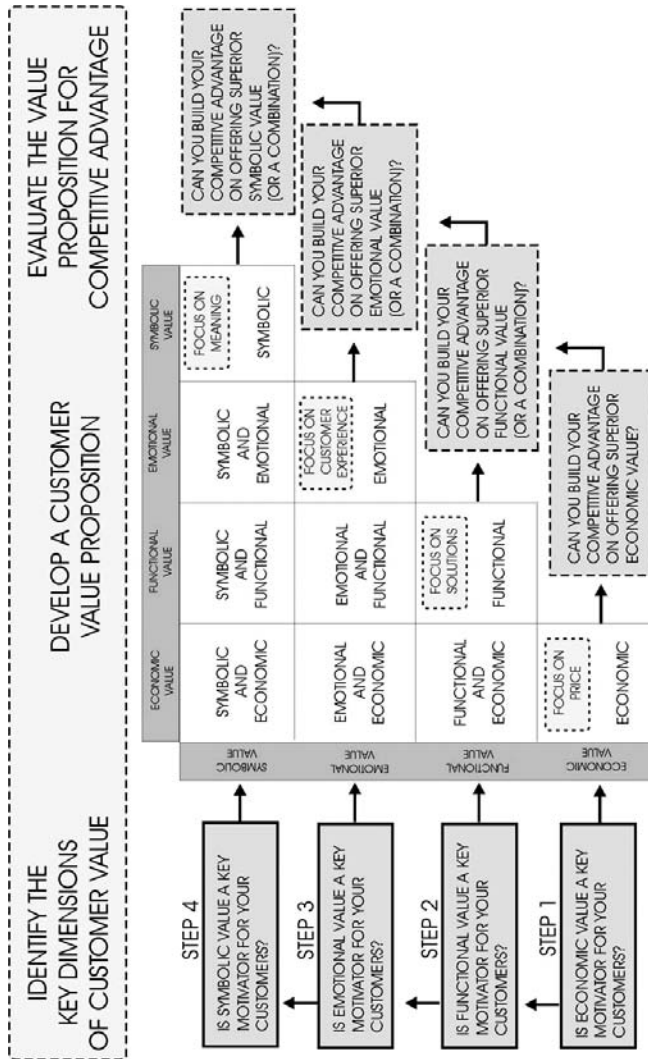 IDENTIFY THE
KEY DIMENSIONS
OF CUSTOMER VALUE
DEVELOP A CUSTOMER
VALUE PROPOSITION
EVALUATE THE VALUE
PROPOSITION FOR
COMPETITIVE ADVANTAGE
ECONOMIC
VALUE
FUNCTIONAL
VALUE
EMOTIONAL
VALUE
SYMBOLIC
VALUE
STEP 4
IS SYMBOLIC VALUE A KEY
MOTIVATOR FOR YOUR
CUSTOMERS?
SYMBOLIC
VALUE
SYMBOLIC
AND
ECONOMIC
SYMBOLIC
AND
FUNCTIONAL
SYMBOLIC
AND
EMOTIONAL
FOCUS ON
MEANING
SYMBOLIC
CAN YOU BUILD YOUR
COMPETITIVE ADVANTAGE
ON OFFERING SUPERIOR
SYMBOLIC VALUE
(OR A COMBINATION)?
STEP 3
IS EMOTIONAL VALUE A KEY
MOTIVATOR FOR YOUR
CUSTOMERS?
EMOTIONAL
VALUE
EMOTIONAL
AND
ECONOMIC
EMOTIONAL
AND
FUNCTIONAL
FOCUS ON
CUSTOMER
EXPERIENCE
EMOTIONAL
CAN YOU BUILD YOUR
COMPETITIVE ADVANTAGE
ON OFFERING SUPERIOR
EMOTIONAL VALUE
(OR A COMBINATION)?
STEP 2
IS FUNCTIONAL VALUE A KEY
MOTIVATOR FOR YOUR
CUSTOMERS?
FUNCTIONAL
VALUE
FUNCTIONAL
AND
ECONOMIC
FOCUS ON
SOLUTIONS
FUNCTIONAL
CAN YOU BUILD YOUR
COMPETITIVE ADVANTAGE
ON OFFERING SUPERIOR
FUNCTIONAL VALUE
(OR A COMBINATION)?
STEP 1
IS ECONOMIC VALUE A KEY
MOTIVATOR FOR YOUR
CUSTOMERS?
ECONOMIC
VALUE
FOCUS ON
PRICE
ECONOMIC
CAN YOU BUILD YOUR
COMPETITIVE ADVANTAGE
ON OFFERING SUPERIOR
ECONOMIC VALUE?